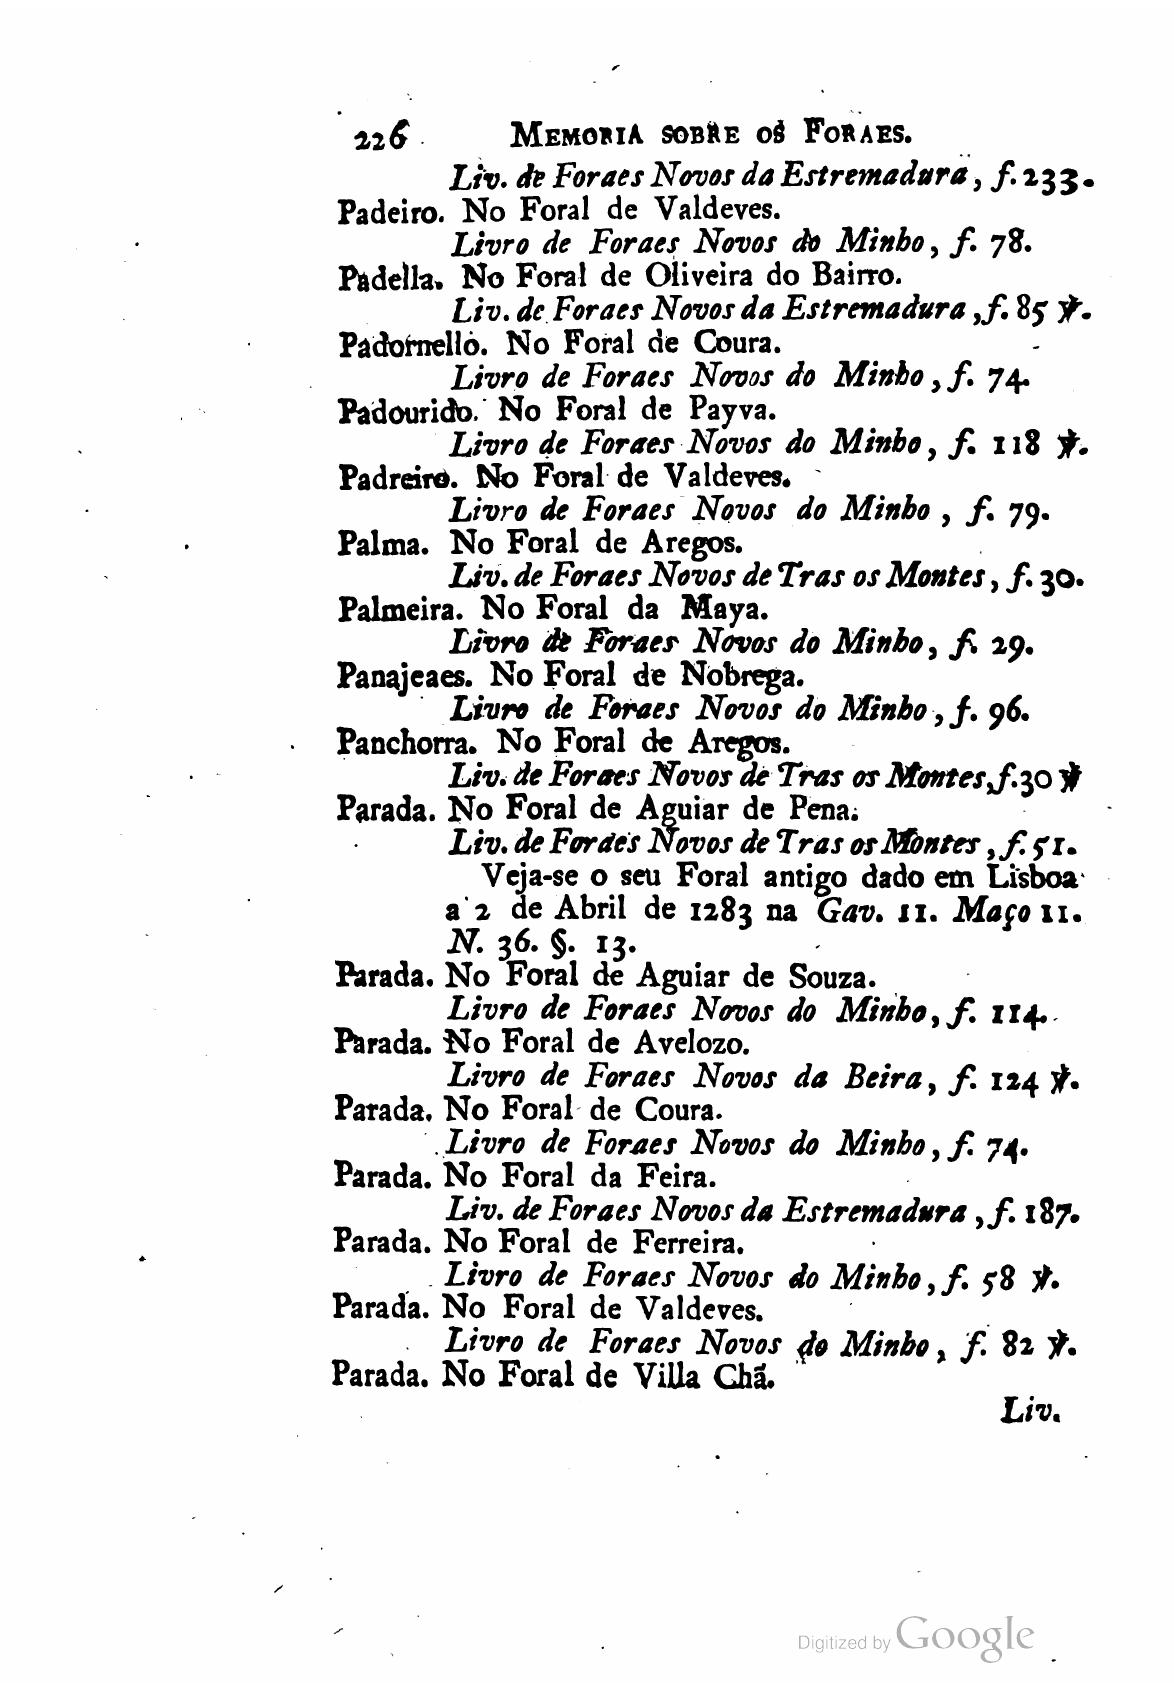 226 MEMORIA SOBRE OS FORAES.
Liv. de Foraes Novos da Estremadura, f. 233.
Padeiro. No Foral de Valdeves.
Livro de Foraes Novos do Minho, f. 78.
Padella. No Foral de Oliveira do Bairro.
Liv. de Foraes Novos da Estremadura, f. 85 ℣.
Padornello. No Foral de Coura.
Livro de Foraes Novos do Minho, f. 74.
Padourido. No Foral de Payva.
Livro de Foraes Novos do Minho, f. 118 ℣.
Padreiro. No Foral de Valdeves.
Livro de Foraes Novos do Minho, f. 79.
Palma. No Foral de Aregos.
Liv. de Foraes Novos de Tras os Montes, f. 30.
Palmeira. No Foral da Maya.
Livro de Foraes Novos do Minho, f. 29.
Panajeaes. No Foral de Nobrega.
Livro de Foraes Novos do Minho, f. 96.
Panchorra. No Foral de Aregos.
Liv. de Foraes Novos de Tras os Montes, f. 30 ℣
Parada. No Foral de Aguiar de Pena.
Liv. de Foraes Novos de Tras os Montes, f. 51.
Veja-se o seu Foral antigo dado em Lisboa
a 2 de Abril de 1283 na Gav. 11. Maço 11.
N. 36. §. 13.
Parada. No Foral de Aguiar de Souza.
Livro de Foraes Novos do Minho, f. 114.
Parada. No Foral de Avelozo.
Livro de Foraes Novos da Beira, f. 124 ℣.
Parada. No Foral de Coura.
Livro de Foraes Novos do Minho, f. 74.
Parada. No Foral da Feira.
Liv. de Foraes Novos da Estremadura, f. 187.
Parada. No Foral de Ferreira.
Livro de Foraes Novos do Minho, f. 58 ℣.
Parada. No Foral de Valdeves.
Livro de Foraes Novos do Minho, f. 82 ℣.
Parada. No Foral de Villa Chã.
Liv.
Digitized by Google